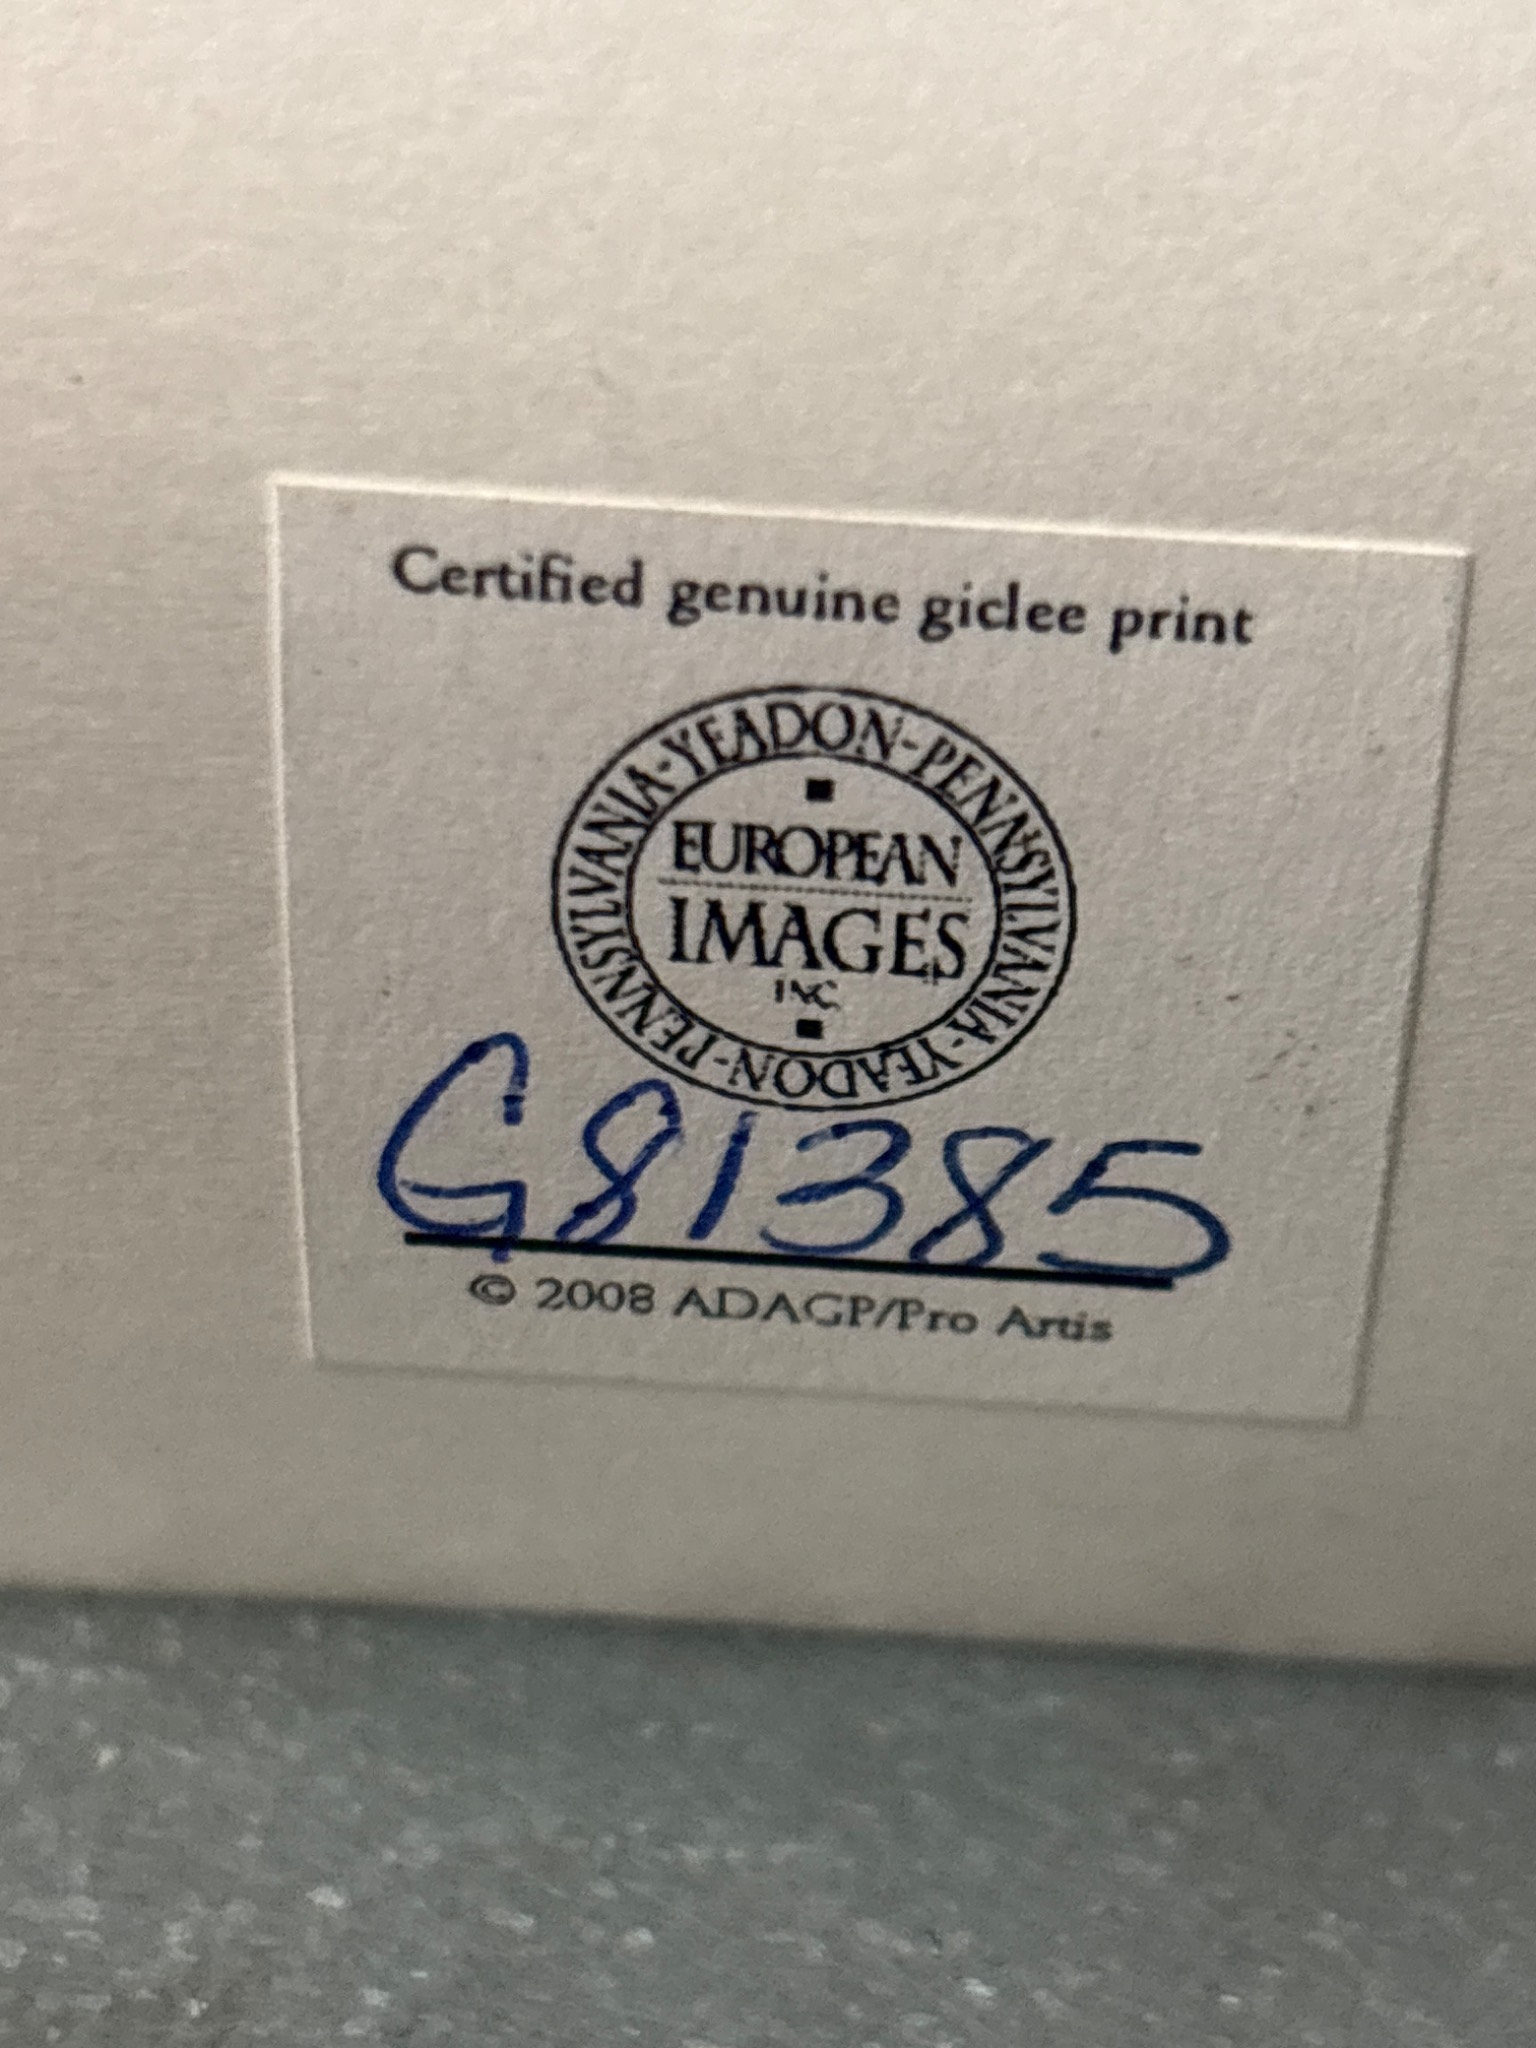 Certified genuine giclee print
YEADON-PENNSYLVANIA-YEADON-PENNSYLVANIA-
EUROPEAN
IMAGES
INC.
G81385
© 2008 ADAGP/Pro Artis